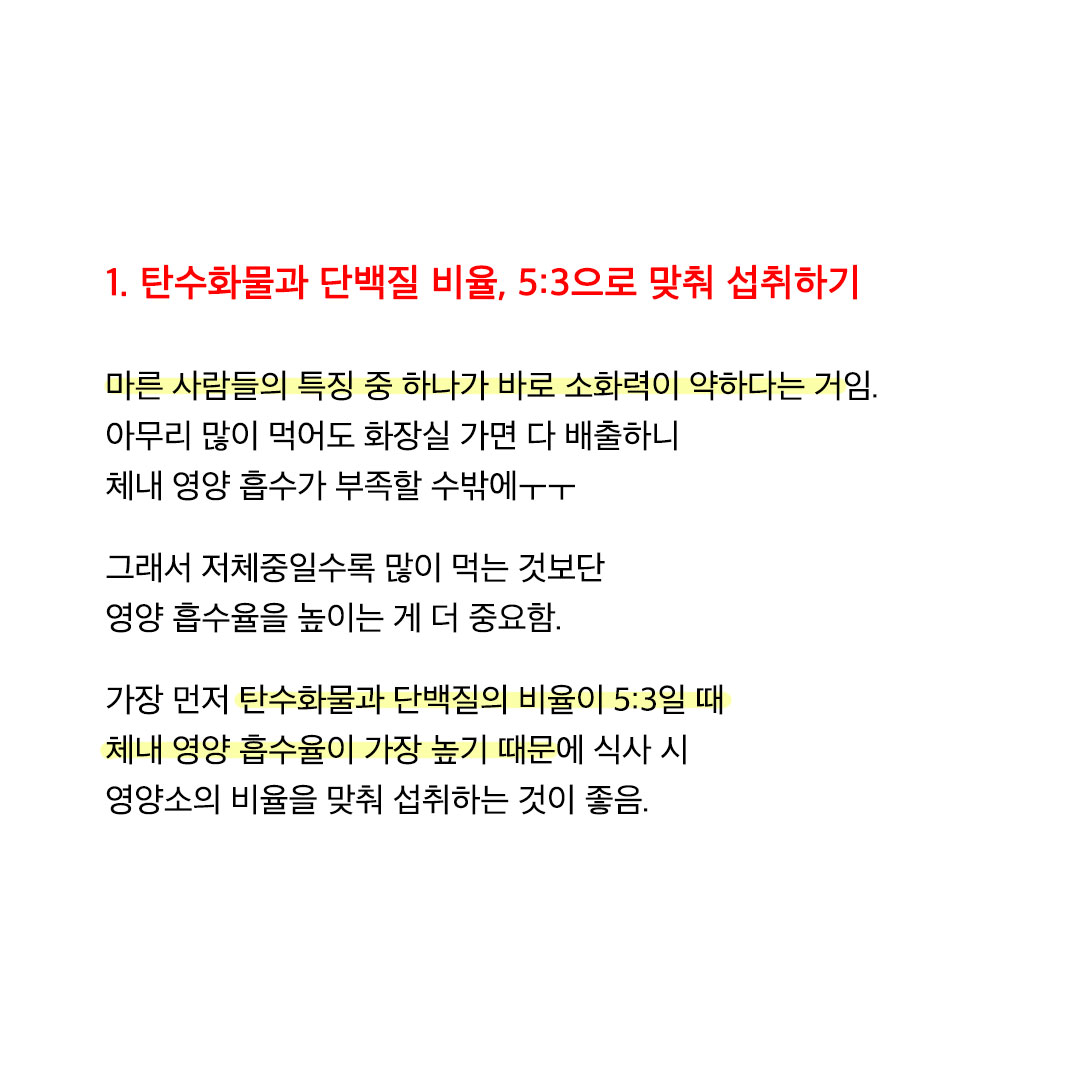 1. 탄수화물과 단백질 비율, 5:3으로 맞춰 섭취하기
마른 사람들의 특징 중 하나가 바로 소화력이 약하다는 거임.
아무리 많이 먹어도 화장실 가면 다 배출하니
체내 영양 흡수가 부족할 수밖에ㅜㅜ
그래서 저체중일수록 많이 먹는 것보단
영양 흡수율을 높이는 게 더 중요함.
가장 먼저 탄수화물과 단백질의 비율이 5:3일 때
체내 영양 흡수율이 가장 높기 때문에 식사 시
영양소의 비율을 맞춰 섭취하는 것이 좋음.